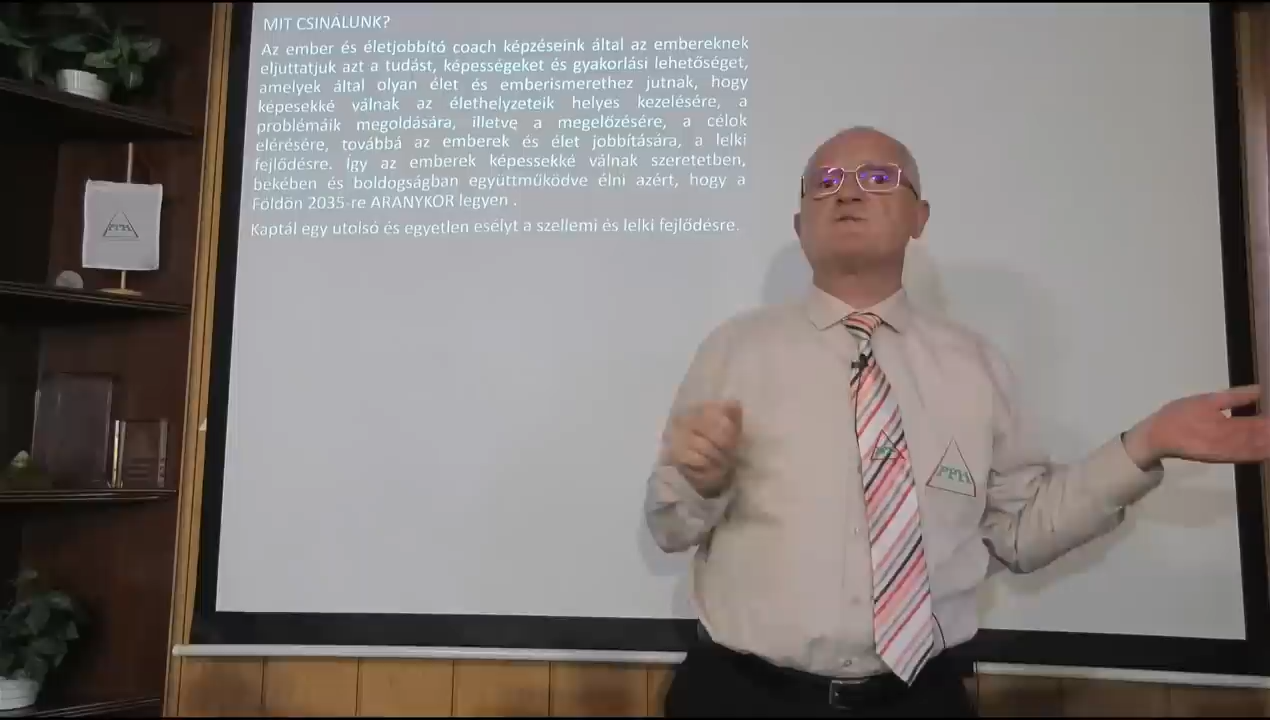 MIT CSINÁLUNK?
Az ember és életjobbító coach képzéseink által az embereknek
eljuttatjuk azt a tudást, képességeket és gyakorlási lehetőséget,
amelyek által olyan élet és emberismerethez jutnak, hogy
képesekké válnak az élethelyzeteik helyes kezelésére, a
problémáik megoldására, illetve a megelőzésére, a célok
elérésére, továbbá az emberek és élet jobbítására, a lelki
fejlődésre. Így az emberek képessekké válnak szeretetben,
bekében és boldogságban együttműködve élni azért, hogy a
Földön 2035-re ARANYKOR legyen .
Kaptál egy utolsó és egyetlen esélyt a szellemi és lelki fejlődésre.